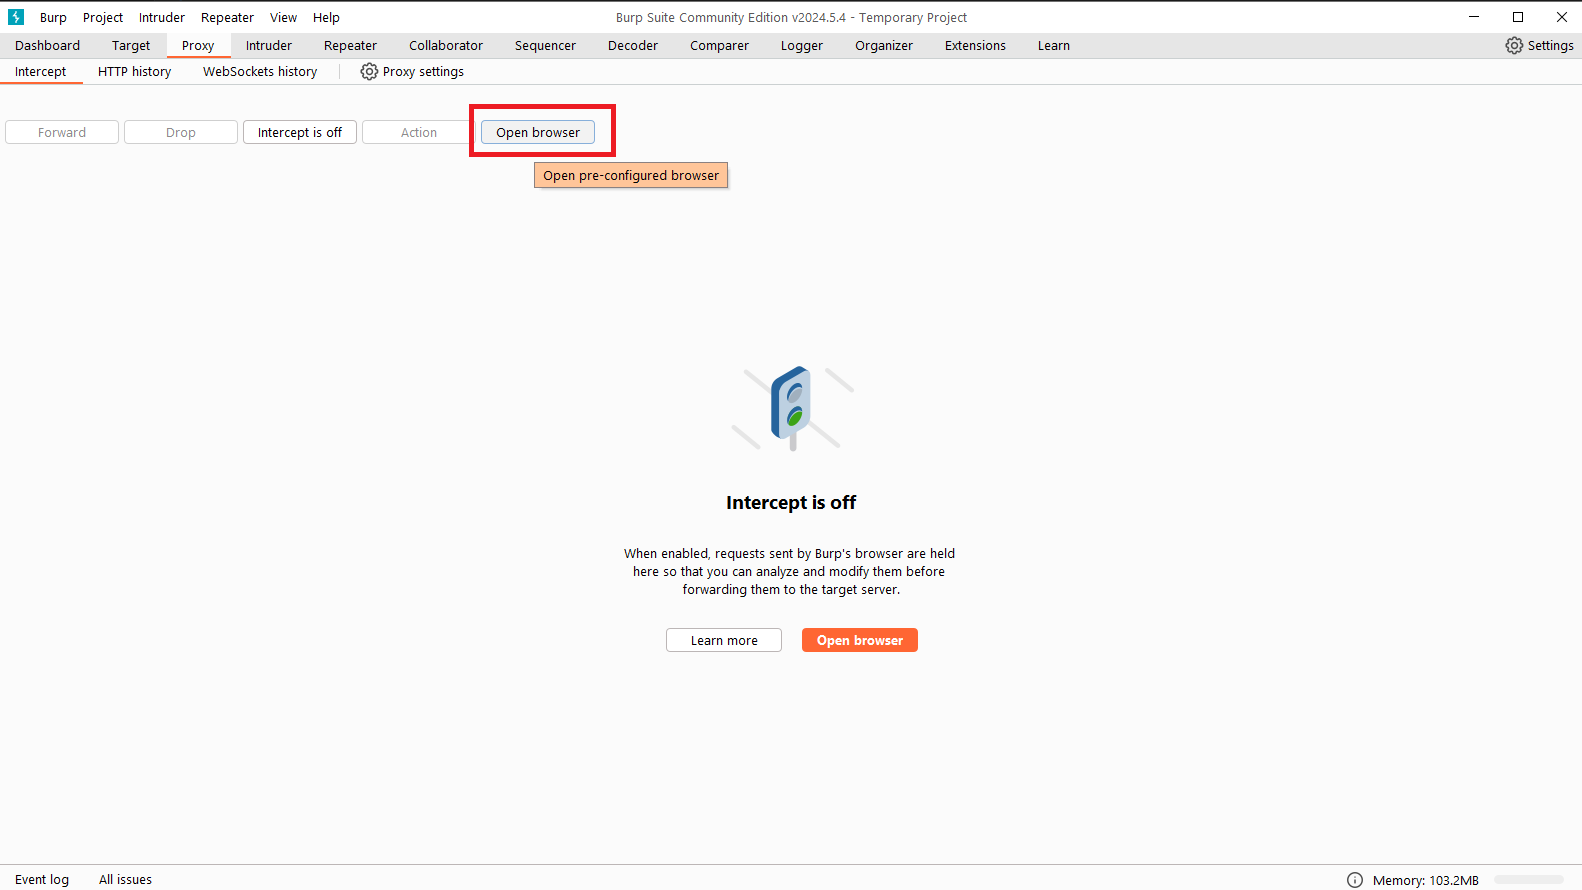 Burp Project Intruder Repeater View Help Burp Suite Community Edition v2024.5.4 - Temporary Project
Dashboard Target Proxy Intruder Repeater Collaborator Sequencer Decoder Comparer Logger Organizer Extensions Learn Settings
Intercept HTTP history WebSockets history Proxy settings
Forward Drop Intercept is off Action Open browser
Open pre-configured browser
Intercept is off
When enabled, requests sent by Burp's browser are held
here so that you can analyze and modify them before
forwarding them to the target server.
Learn more Open browser
Event log All issues Memory: 103.2MB